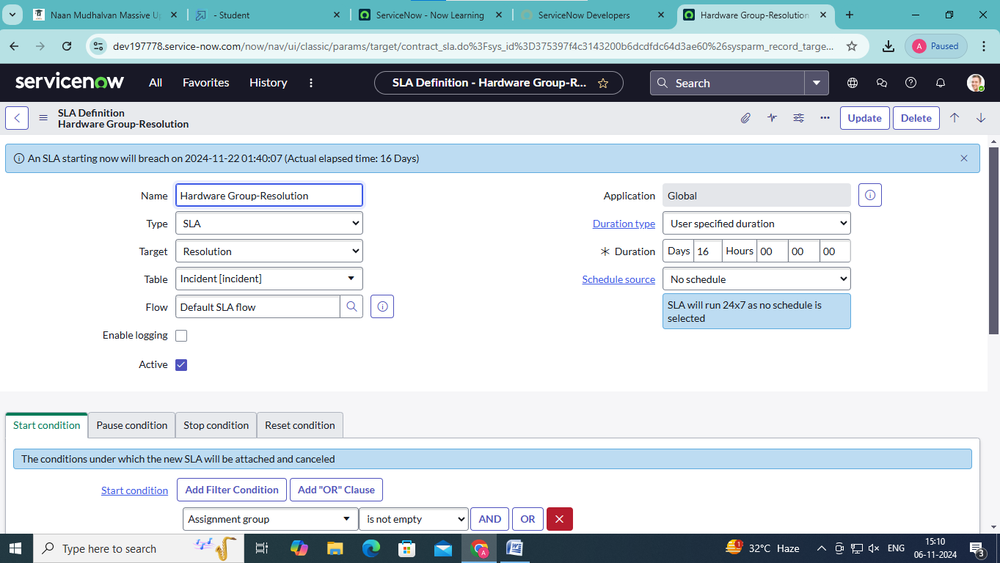 Naan Mudhalvan Massive Up
- Student
ServiceNow - Now Learning
ServiceNow Developers
Hardware Group-Resolution
dev197778.service-now.com/now/nav/ui/classic/params/target/contract_sla.do%3Fsys_id%3D375397f4c3143200b6dcdfdc64d3ae60%26sysparm_record_targe...
A Paused
servicenow
All Favorites History
SLA Definition - Hardware Group-R...
Search
SLA Definition
Hardware Group-Resolution
Update Delete
An SLA starting now will breach on 2024-11-22 01:40:07 (Actual elapsed time: 16 Days)
Name Hardware Group-Resolution
Application Global
Type SLA
Duration type User specified duration
Target Resolution
Duration Days 16 Hours 00 00 00
Table Incident [incident]
Schedule source No schedule
Flow Default SLA flow
SLA will run 24x7 as no schedule is
selected
Enable logging
Active
Start condition Pause condition Stop condition Reset condition
The conditions under which the new SLA will be attached and canceled
Start condition Add Filter Condition Add "OR" Clause
Assignment group is not empty AND OR
Type here to search
1
A
32°C Haze
ENG
15:10
06-11-2024
3